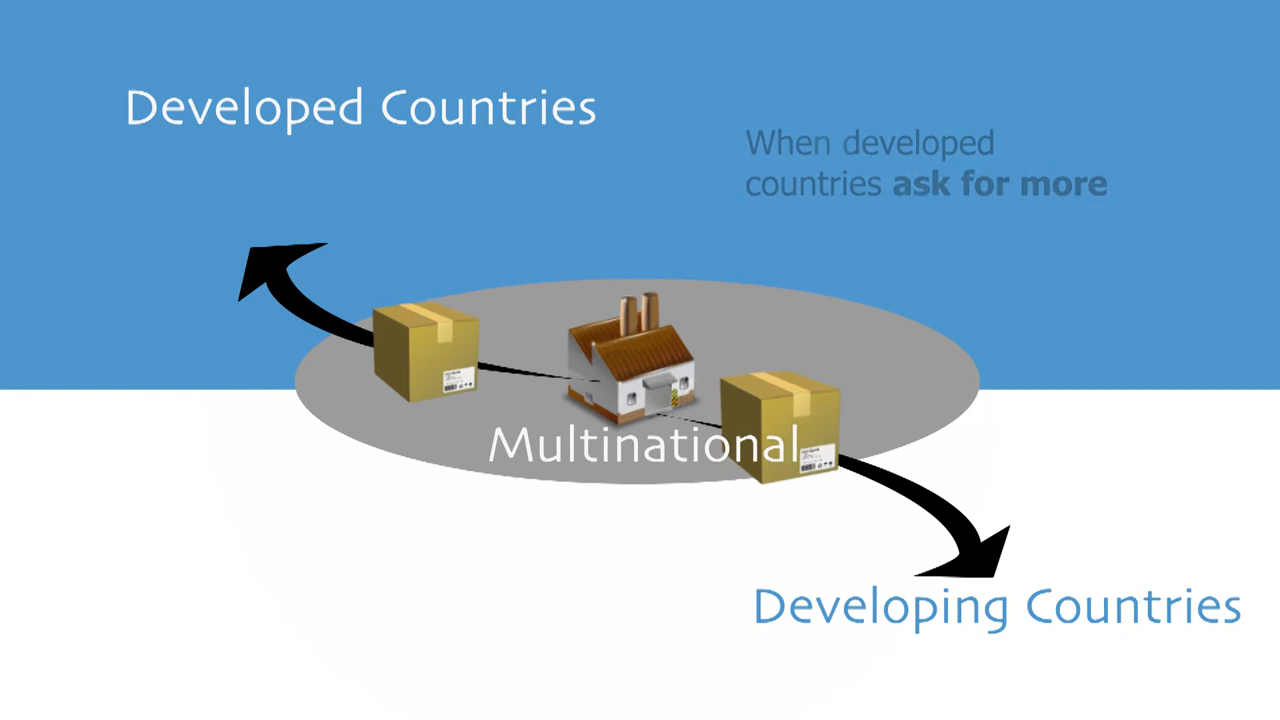 Developed Countries
When developed
countries ask for more
Multinational
Developing Countries